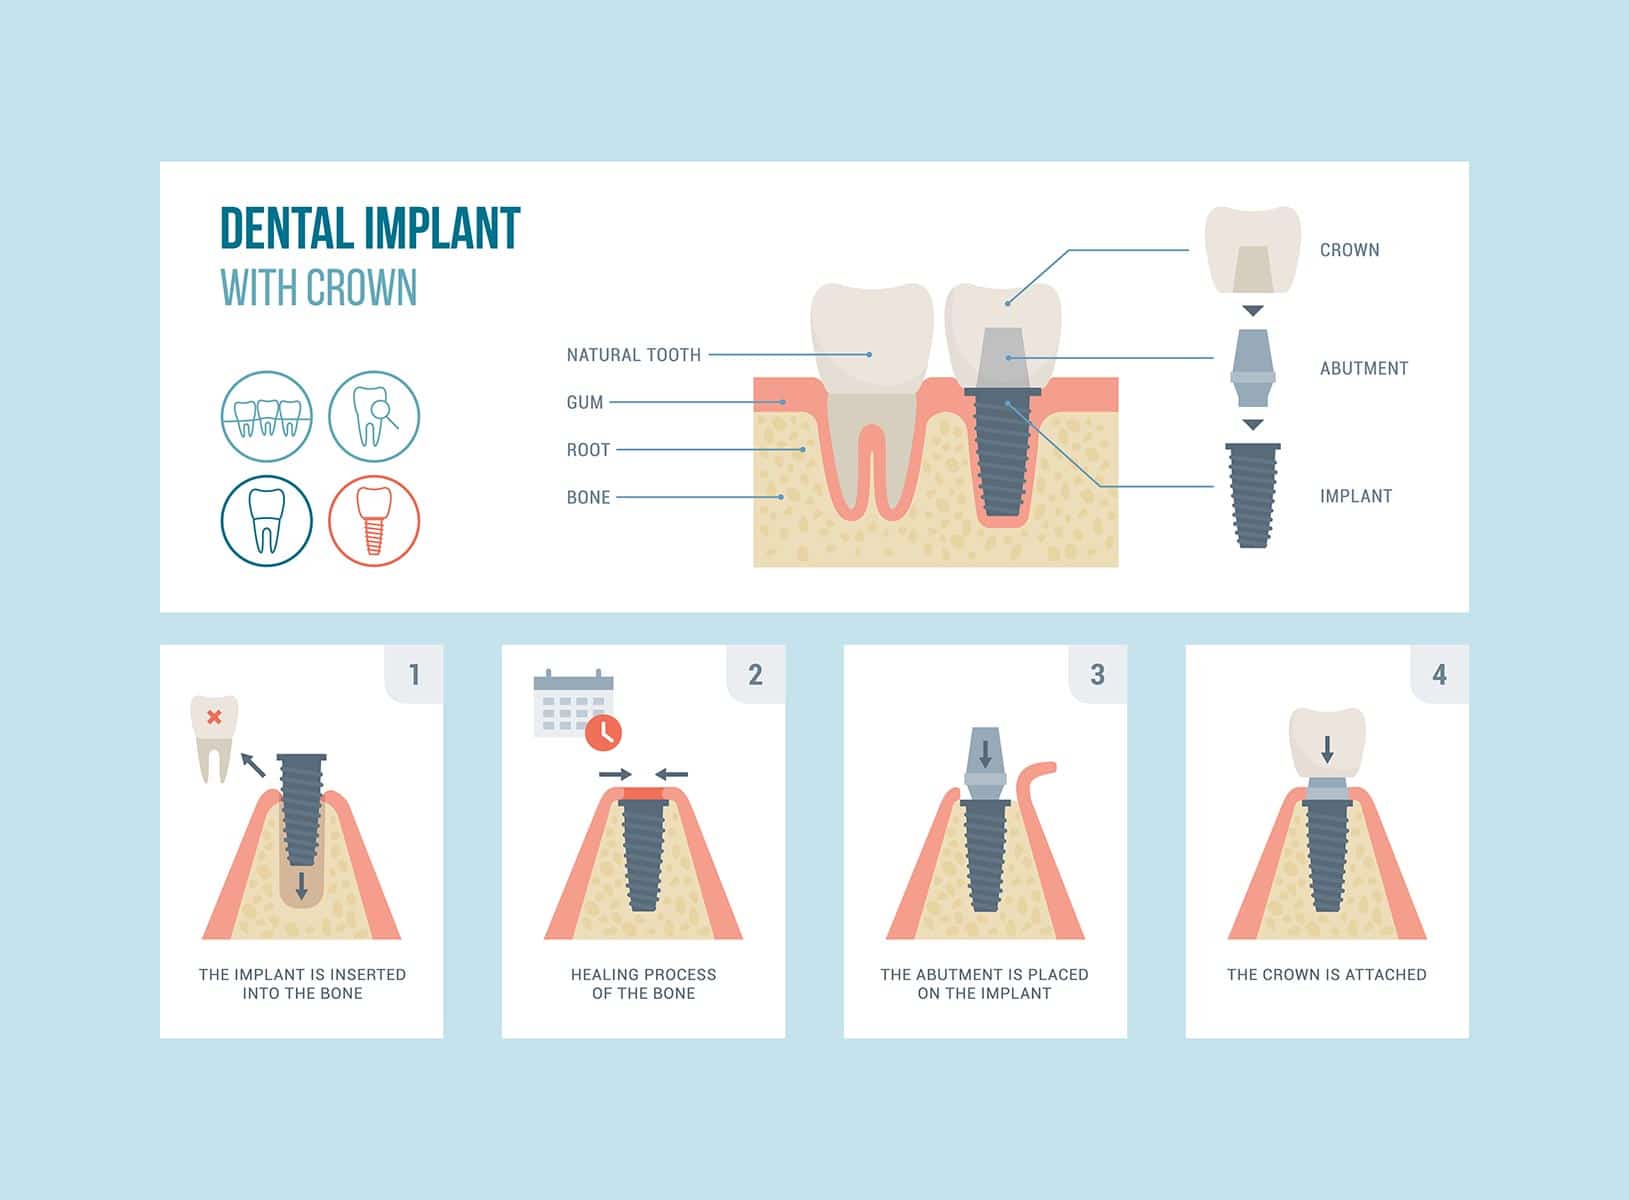 DENTAL IMPLANT
WITH CROWN
NATURAL TOOTH
GUM
ROOT
BONE
CROWN
ABUTMENT
IMPLANT
1
THE IMPLANT IS INSERTED
INTO THE BONE
2
HEALING PROCESS
OF THE BONE
3
THE ABUTMENT IS PLACED
ON THE IMPLANT
4
THE CROWN IS ATTACHED